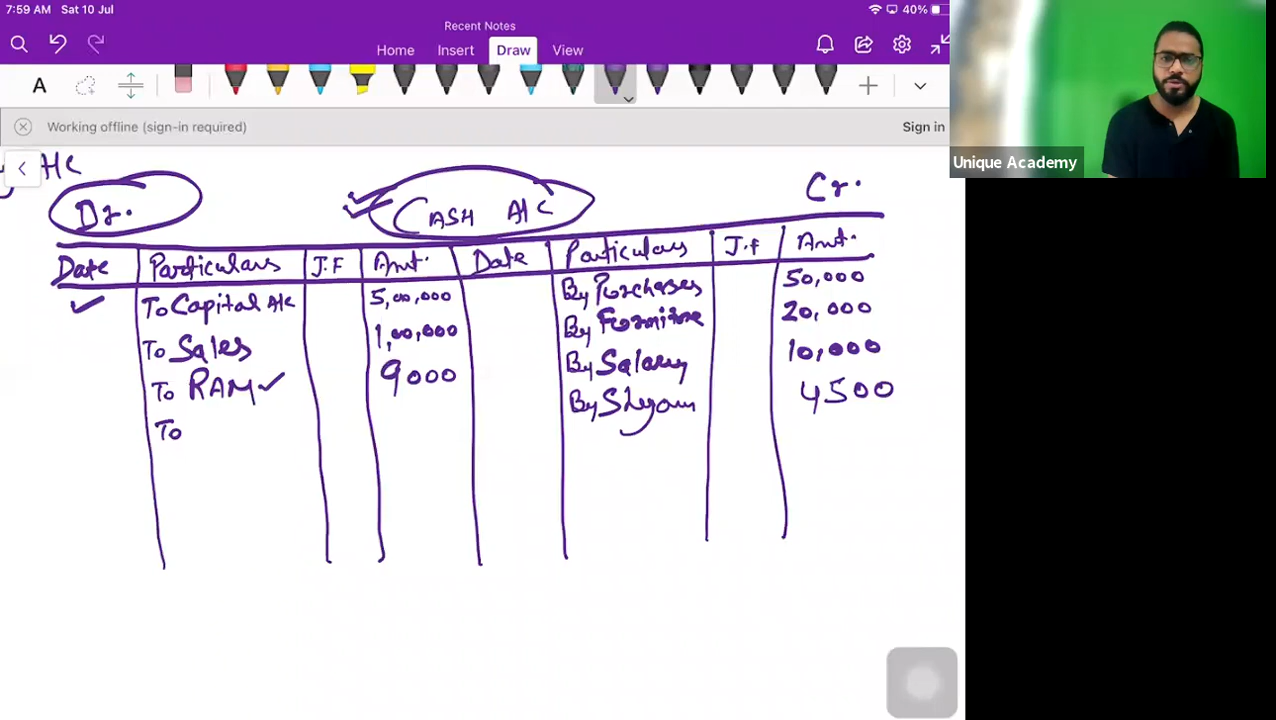 7:59 AM Sat 10 Jul
40%
Recent Notes
Home Insert Draw View
A
Working offline (sign-in required)
Sign in
Unique Academy
A/C
Dr.
CASH A/C
Cr.
Date Particulars J.F Amt. Date Particulars J.f Amt.
To Capital A/c 5,00,000 By Purchases 50,000
To Sales 1,00,000 By Furniture 20,000
To RAM 9000 By Salary 10,000
To By Shyam 4500